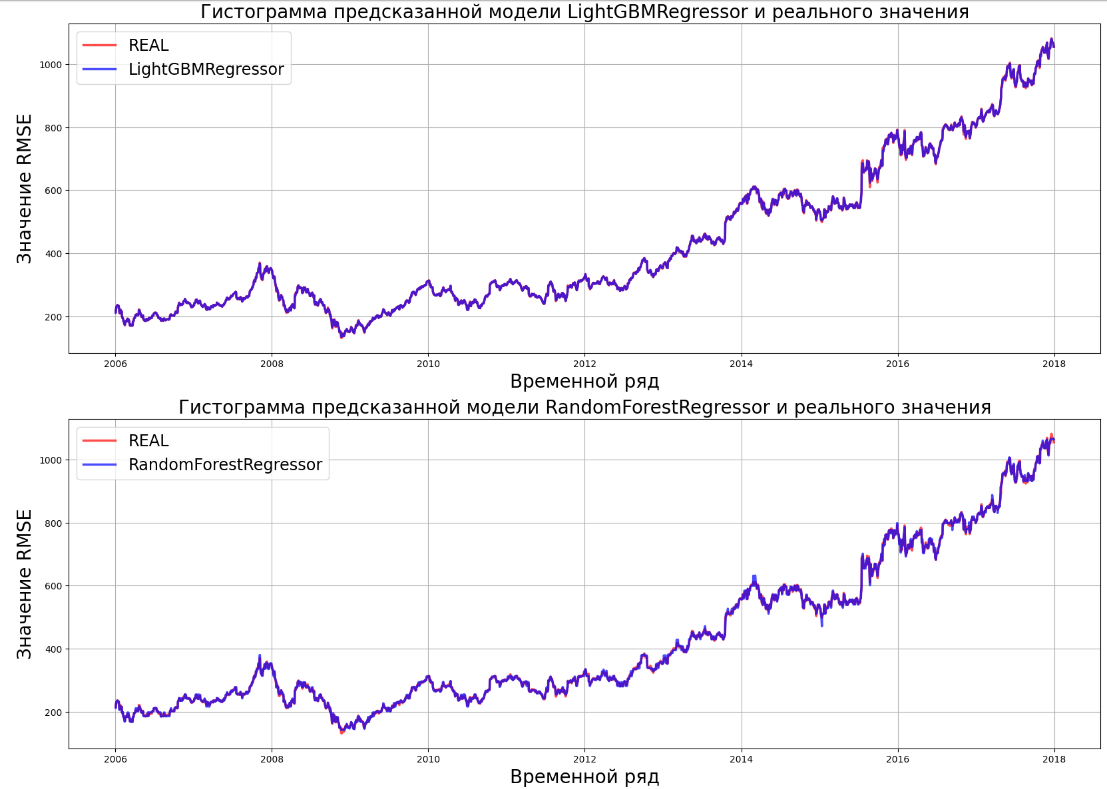 Гистограмма предсказанной модели LightGBMRegressor и реального значения
REAL
LightGBMRegressor
Значение RMSE
1000
800
600
400
200
2006
2008
2010
2012
2014
2016
2018
Временной ряд
Гистограмма предсказанной модели RandomForestRegressor и реального значения
REAL
RandomForestRegressor
Значение RMSE
1000
800
600
400
200
2006
2008
2010
2012
2014
2016
2018
Временной ряд